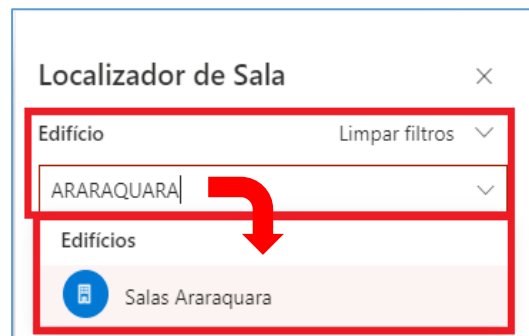 Localizador de Sala
Edifício Limpar filtros
ARARAQUARA
Edifícios
Salas Araraquara